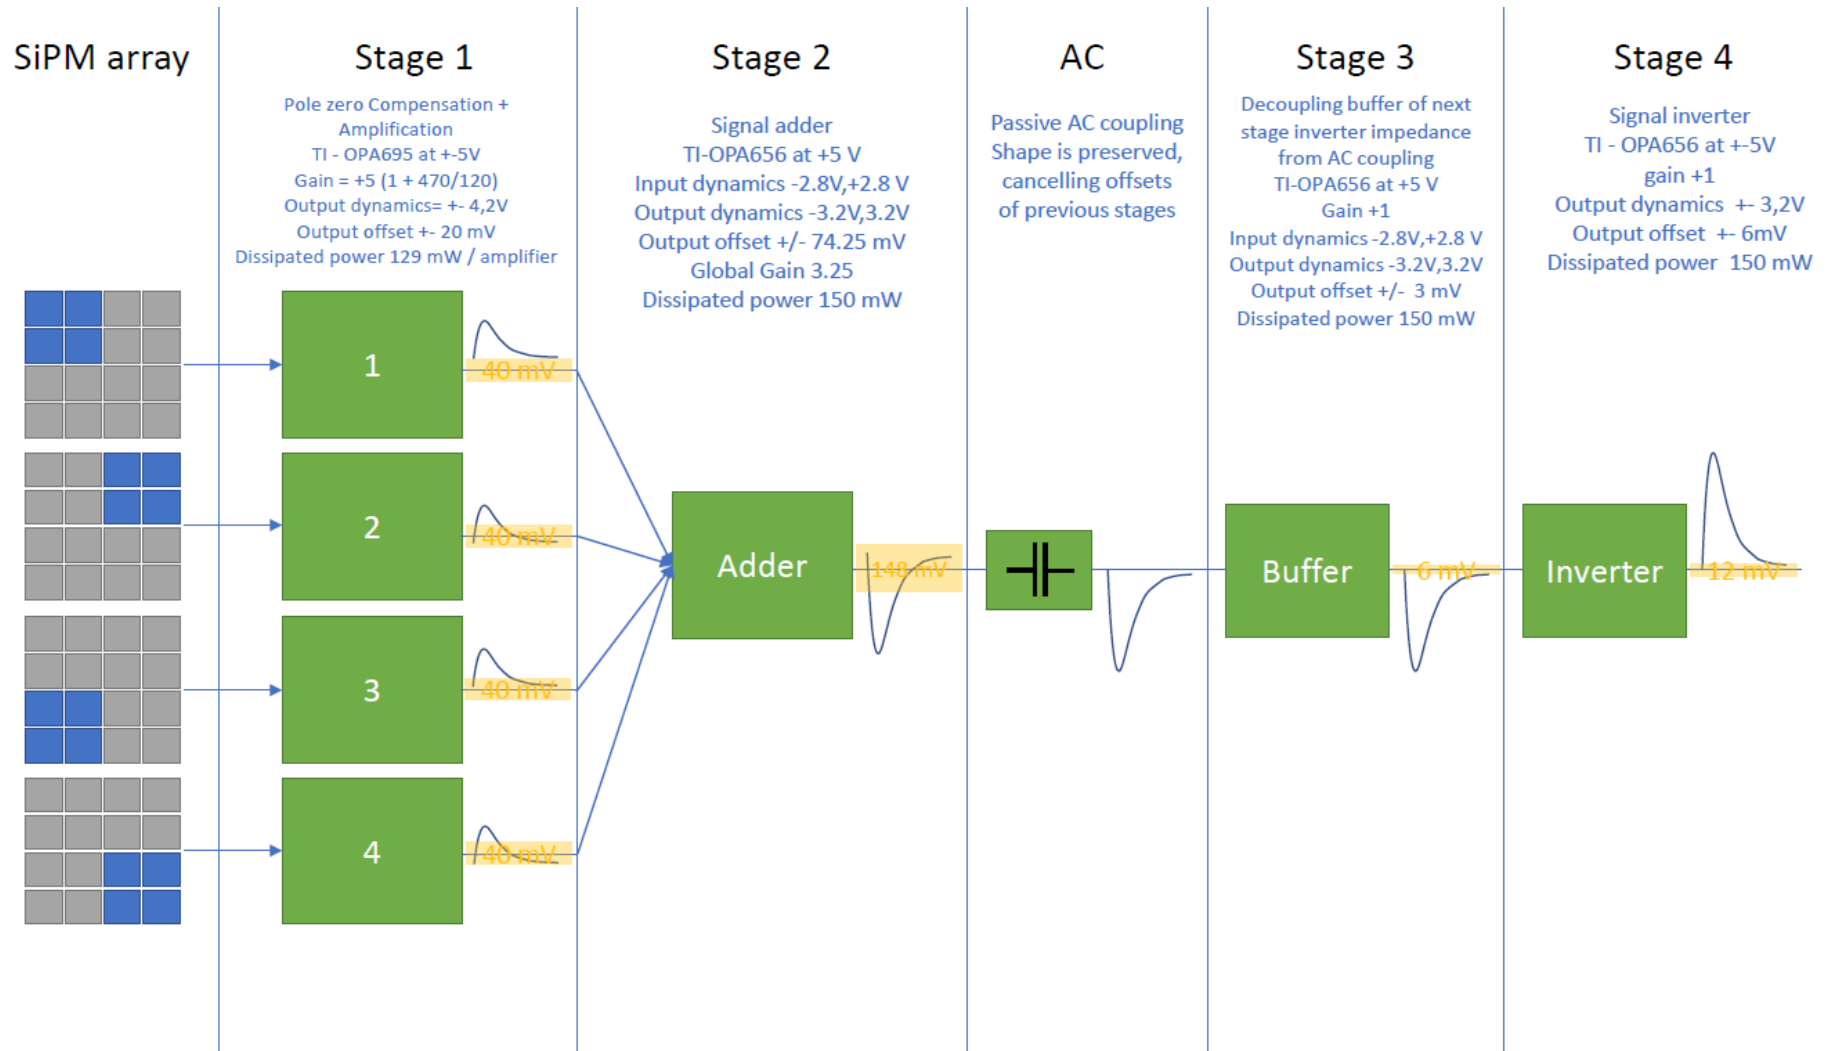 SiPM array
Stage 1
Stage 2
AC
Stage 3
Stage 4
Pole zero Compensation +
Amplification
TI - OPA695 at +-5V
Gain = +5 (1 + 470/120)
Output dynamics= +- 4,2V
Output offset +- 20 mV
Dissipated power 129 mW / amplifier
Signal adder
TI-OPA656 at +5 V
Input dynamics -2.8V,+2.8 V
Output dynamics -3.2V,3.2V
Output offset +/- 74.25 mV
Global Gain 3.25
Dissipated power 150 mW
Passive AC coupling
Shape is preserved,
cancelling offsets
of previous stages
Decoupling buffer of next
stage inverter impedance
from AC coupling
TI-OPA656 at +5 V
Gain +1
Input dynamics -2.8V,+2.8 V
Output dynamics -3.2V,3.2V
Output offset +/-  3 mV
Dissipated power 150 mW
Signal inverter
TI - OPA656 at +-5V
gain +1
Output dynamics  +- 3,2V
Output offset  +- 6mV
Dissipated power  150 mW
1
40 mV
2
40 mV
3
40 mV
4
40 mV
Adder
148 mV
Buffer
6 mV
Inverter
12 mV